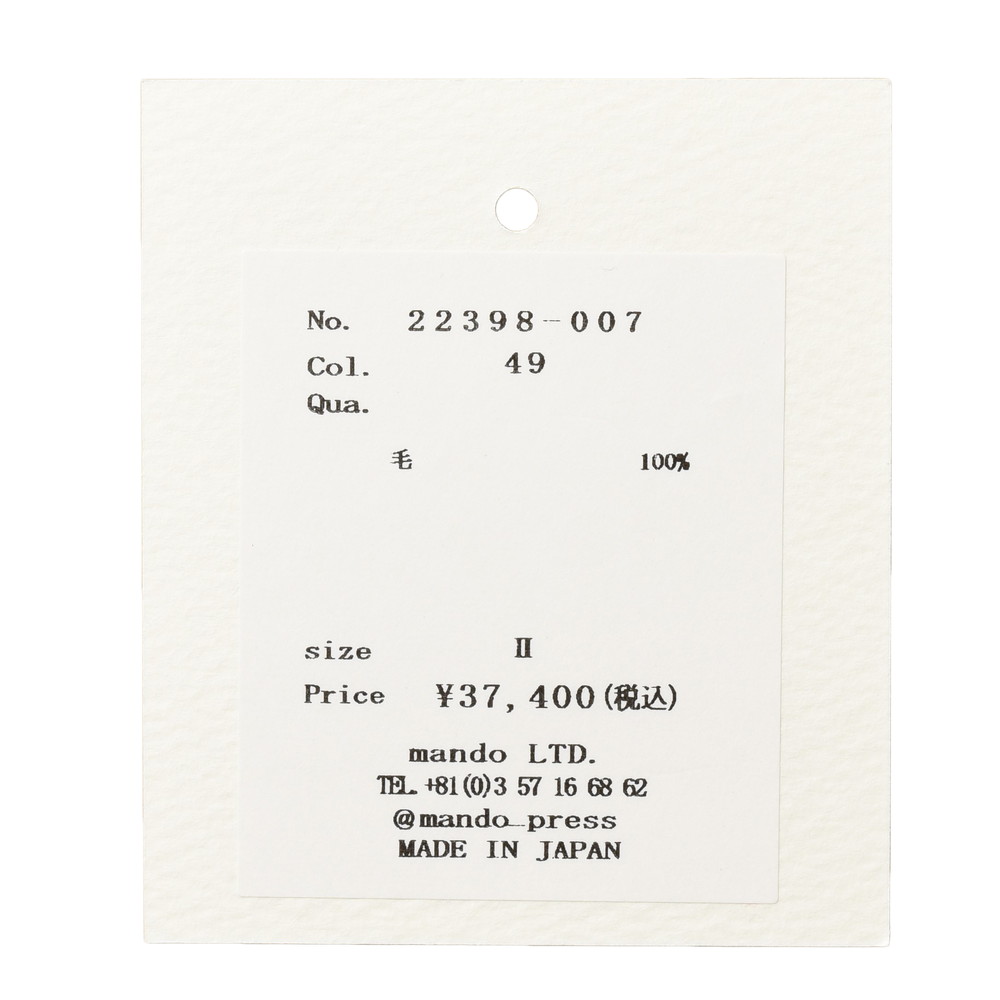 No. 22398-007
Col. 49
Qua.
毛 100%
size Ⅱ
Price ¥37,400(税込)
mando LTD.
TEL. +81(0)3 57 16 68 62
@mando_press
MADE IN JAPAN